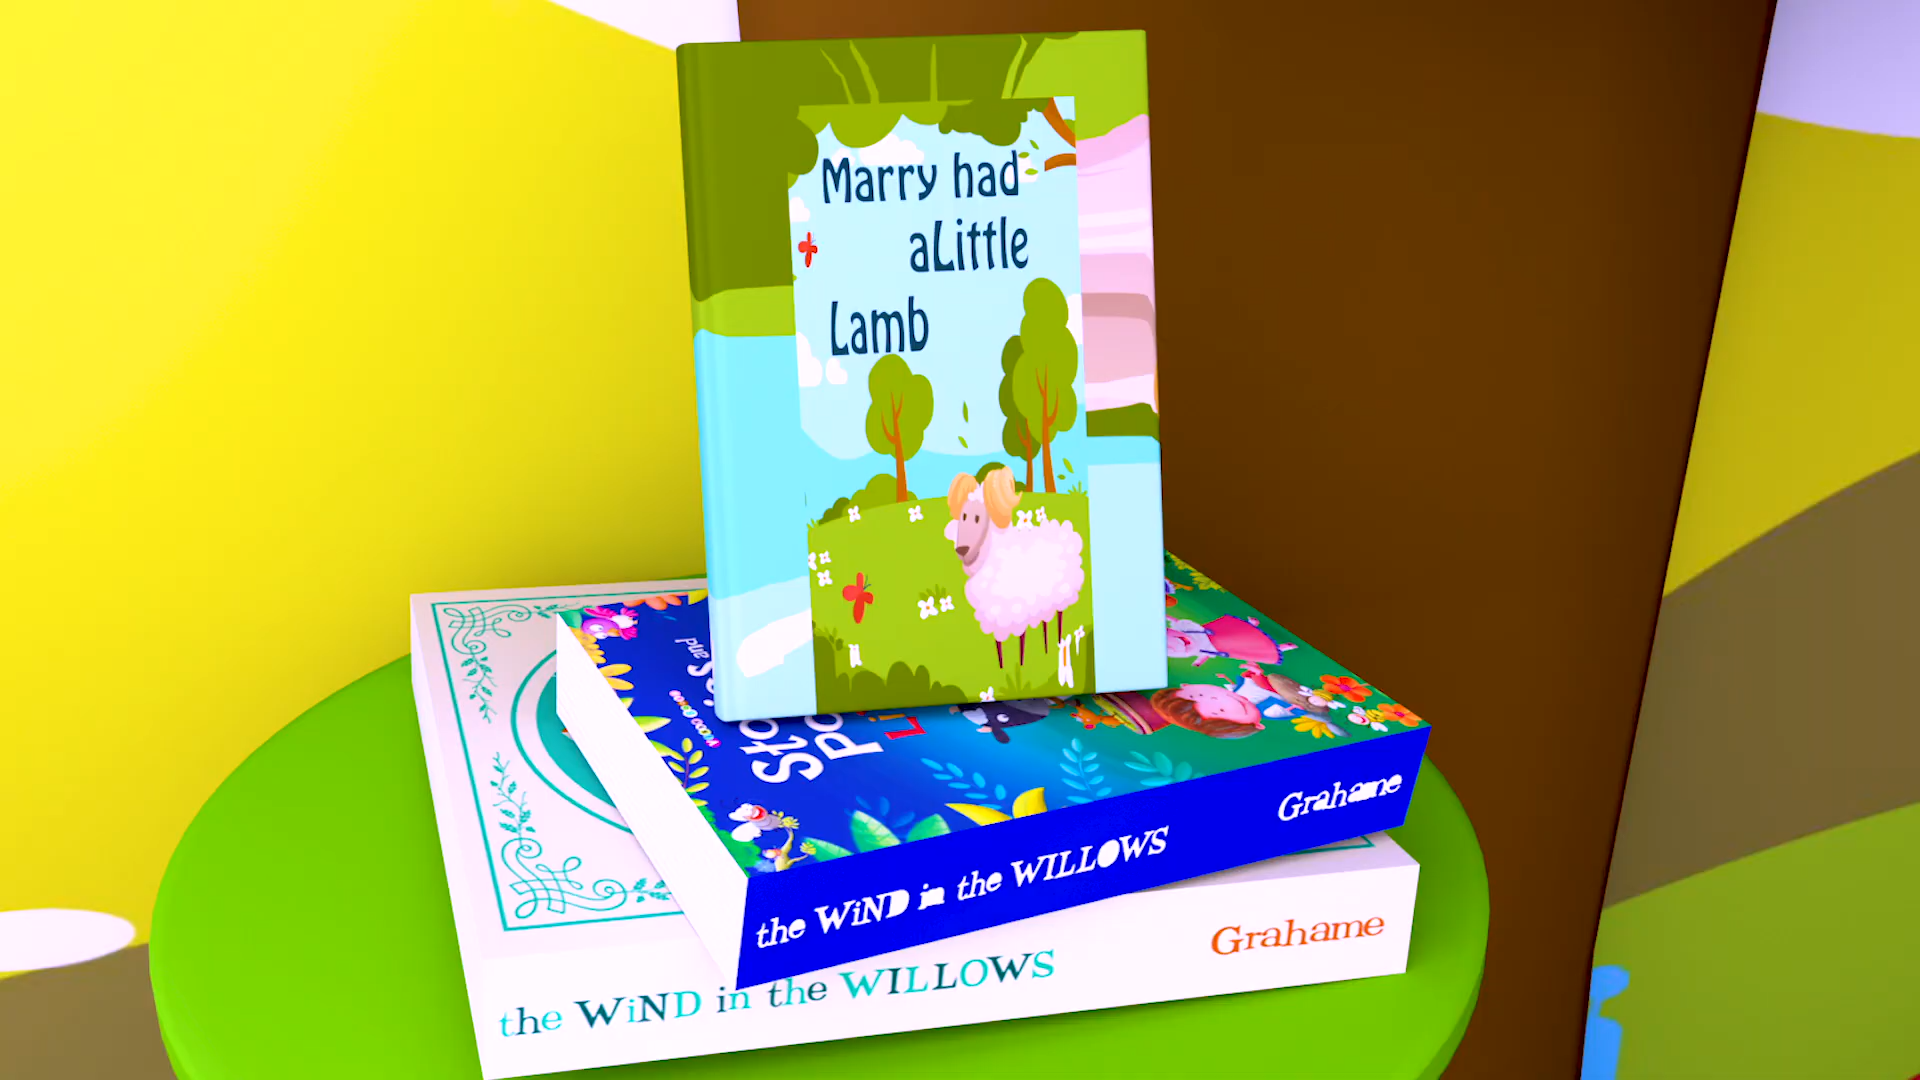 Marry had
aLittle
Lamb
the WiND in the WILLOWS
Grahame
the WiND in the WILLOWS
Grahame